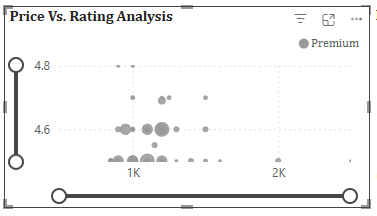 Price Vs. Rating Analysis
Premium
4.8
4.6
1K
2K